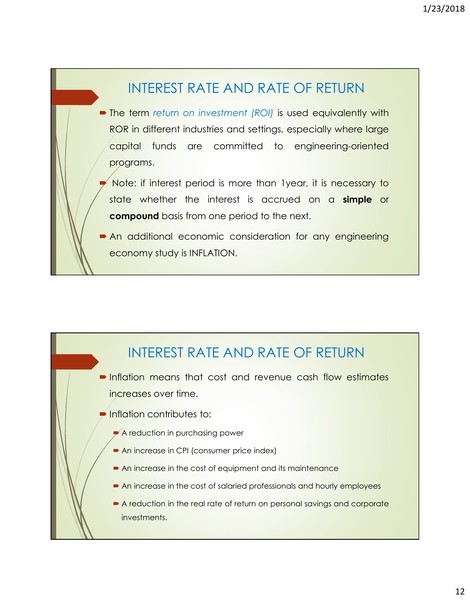 1/23/2018
INTEREST RATE AND RATE OF RETURN
The term return on investment (ROI) is used equivalently with
ROR in different industries and settings, especially where large
capital funds are committed to engineering-oriented
programs.
Note: if interest period is more than 1year, it is necessary to
state whether the interest is accrued on a simple or
compound basis from one period to the next.
An additional economic consideration for any engineering
economy study is INFLATION.
INTEREST RATE AND RATE OF RETURN
Inflation means that cost and revenue cash flow estimates
increases over time.
Inflation contributes to:
A reduction in purchasing power
An increase in CPI (consumer price index)
An increase in the cost of equipment and its maintenance
An increase in the cost of salaried professionals and hourly employees
A reduction in the real rate of return on personal savings and corporate
investments.
12